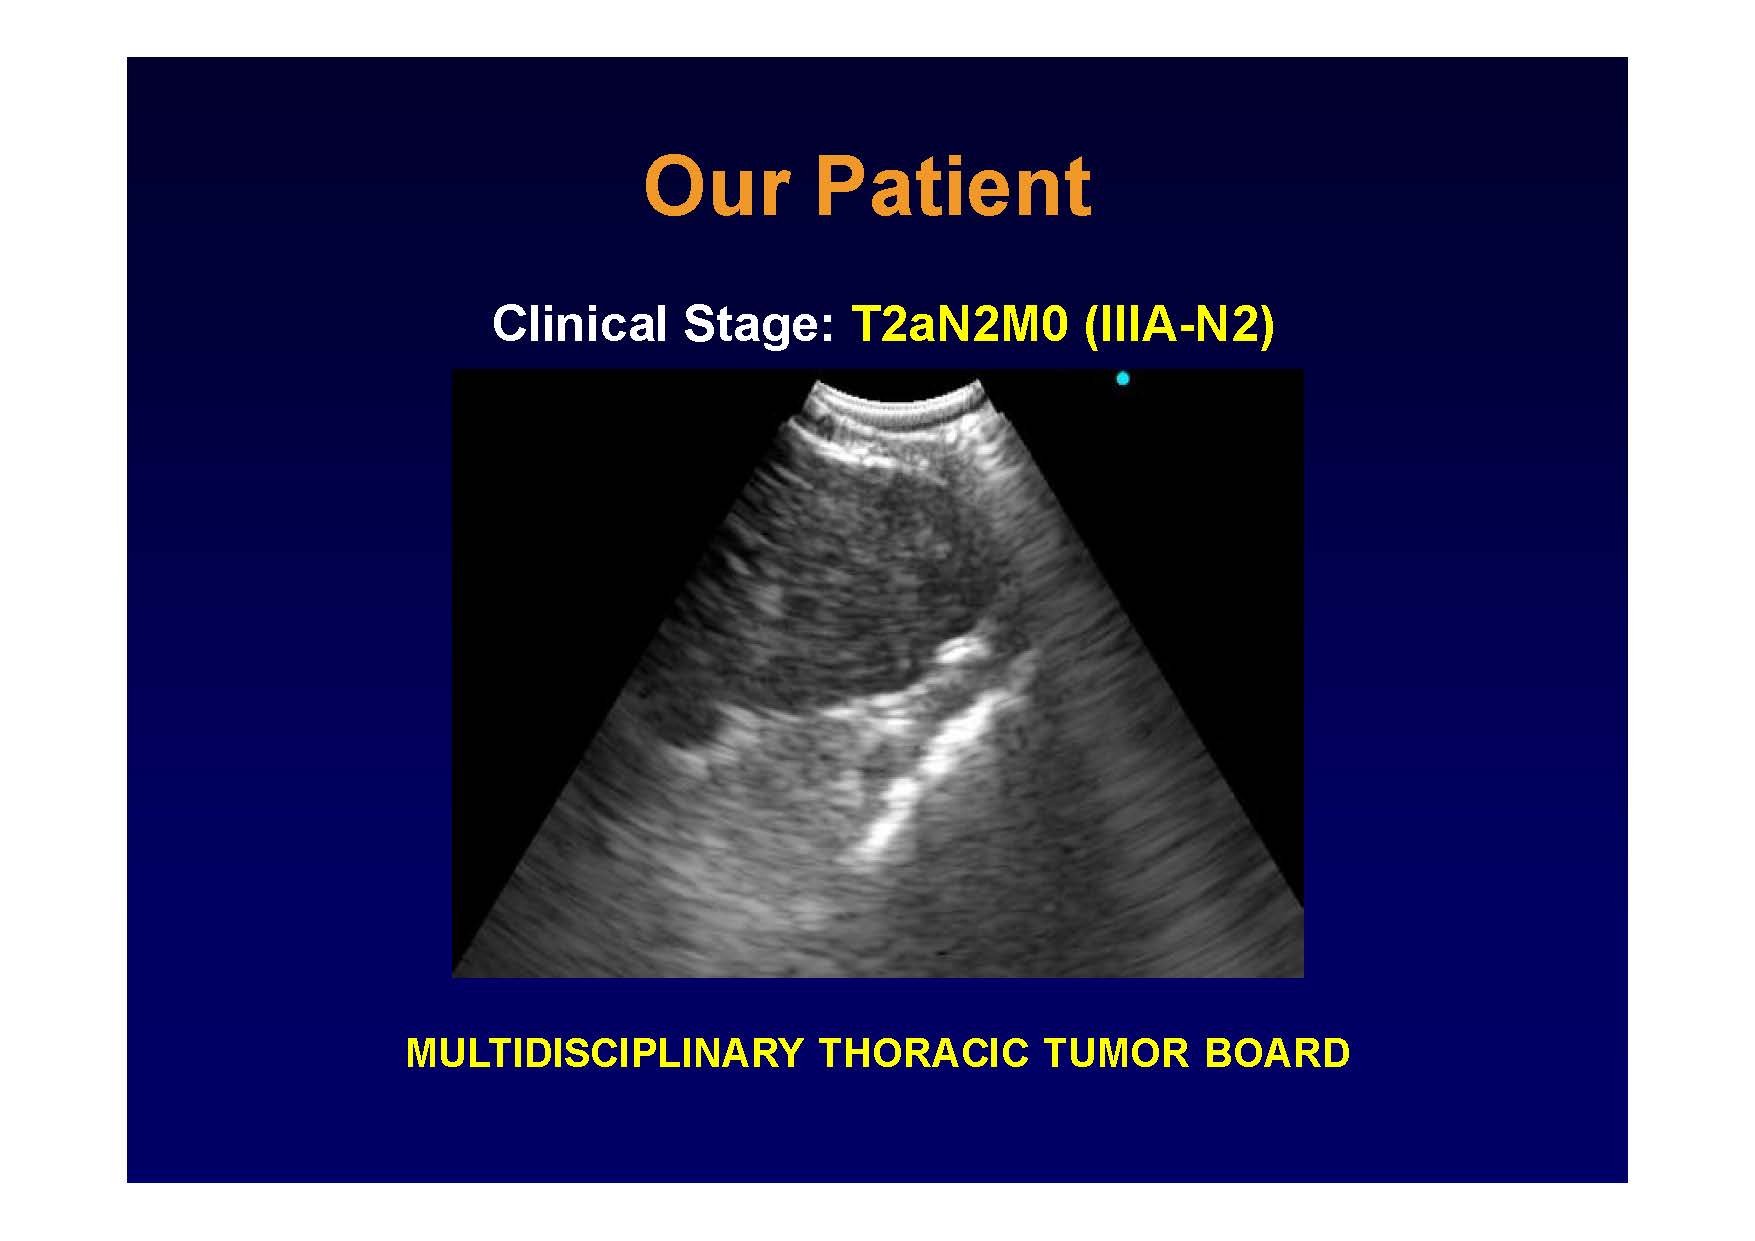 Our Patient
Clinical Stage: T2aN2M0 (IIIA-N2)
MULTIDISCIPLINARY THORACIC TUMOR BOARD